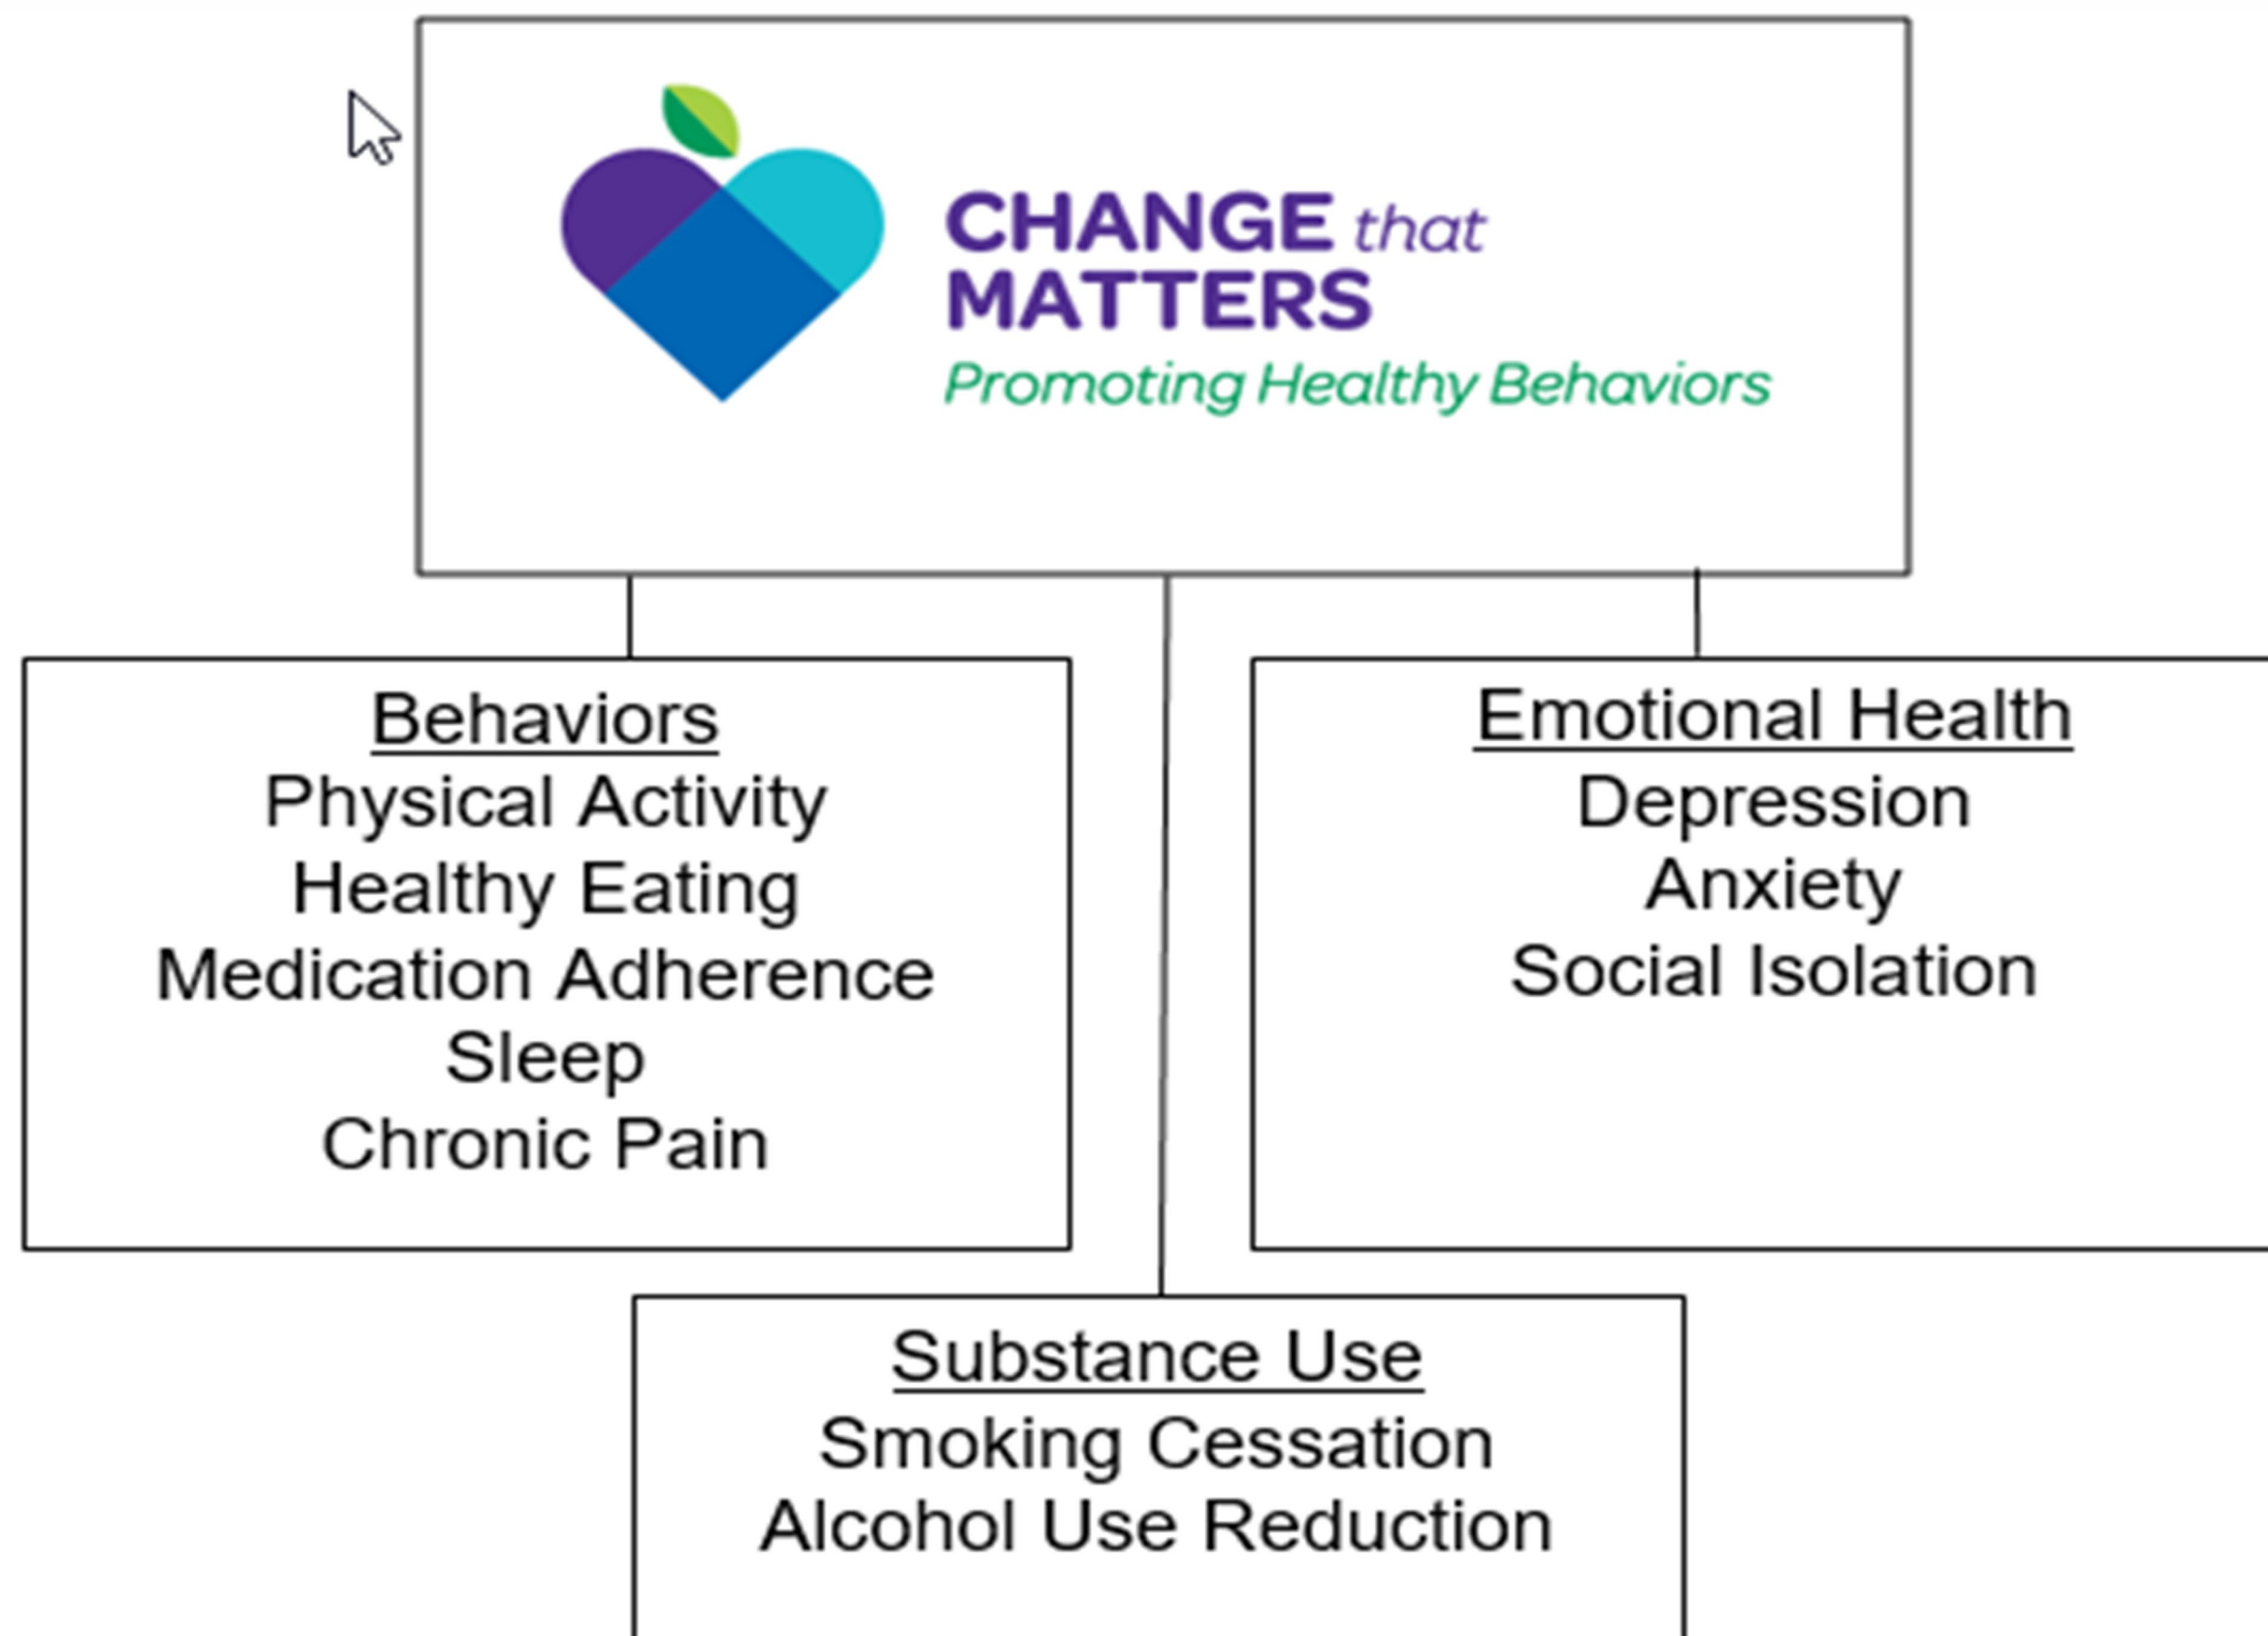 CHANGE that
MATTERS
Promoting Healthy Behaviors
Behaviors
Physical Activity
Healthy Eating
Medication Adherence
Sleep
Chronic Pain
Emotional Health
Depression
Anxiety
Social Isolation
Substance Use
Smoking Cessation
Alcohol Use Reduction